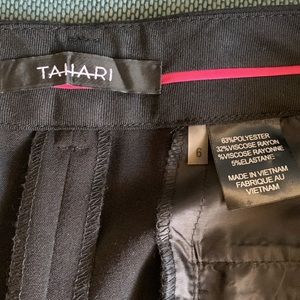 TAHARI
6
63%POLYESTER
32%VISCOSE RAYON
%VISCOSE RAYONNE
5%ELASTANE
MADE IN VIETNAM
FABRIQUE AU
VIETNAM